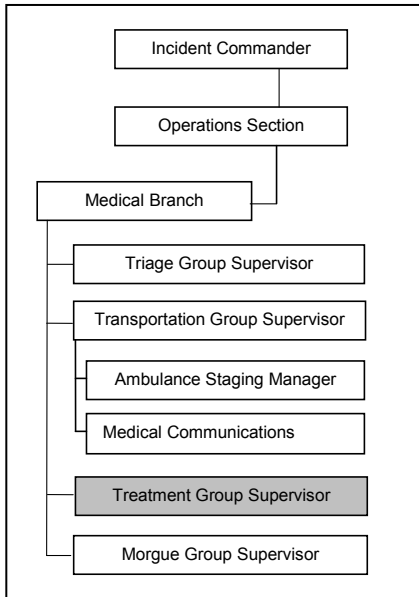 Incident Commander
Operations Section
Medical Branch
Triage Group Supervisor
Transportation Group Supervisor
Ambulance Staging Manager
Medical Communications
Treatment Group Supervisor
Morgue Group Supervisor